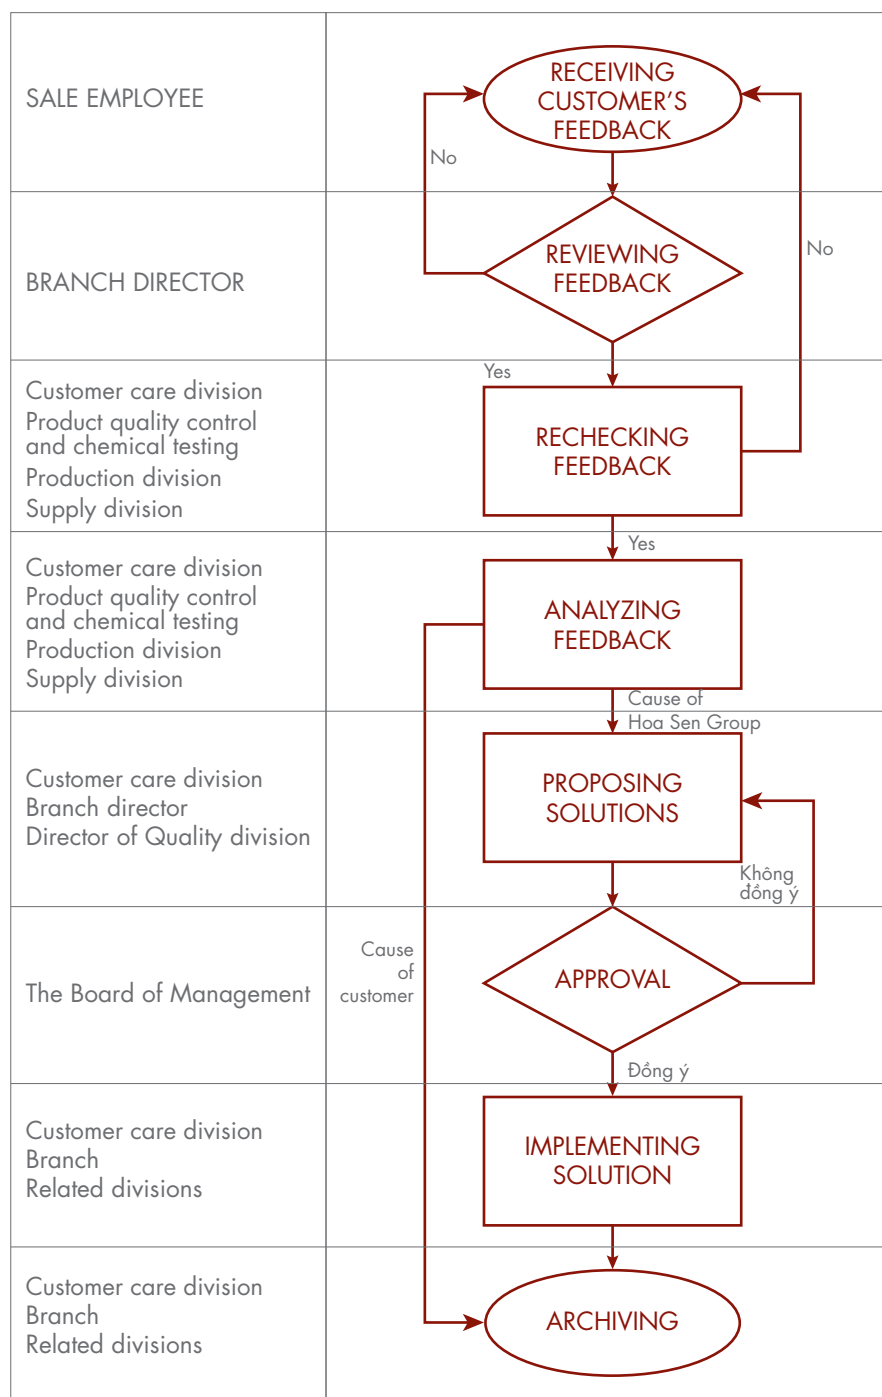 SALE EMPLOYEE
RECEIVING
CUSTOMER'S
FEEDBACK
No
BRANCH DIRECTOR
REVIEWING
FEEDBACK
No
Yes
Customer care division
Product quality control
and chemical testing
Production division
Supply division
RECHECKING
FEEDBACK
Yes
Customer care division
Product quality control
and chemical testing
Production division
Supply division
ANALYZING
FEEDBACK
Cause of
Hoa Sen Group
Customer care division
Branch director
Director of Quality division
PROPOSING
SOLUTIONS
Không
đồng ý
Cause
of
customer
The Board of Management
APPROVAL
Đồng ý
Customer care division
Branch
Related divisions
IMPLEMENTING
SOLUTION
Customer care division
Branch
Related divisions
ARCHIVING